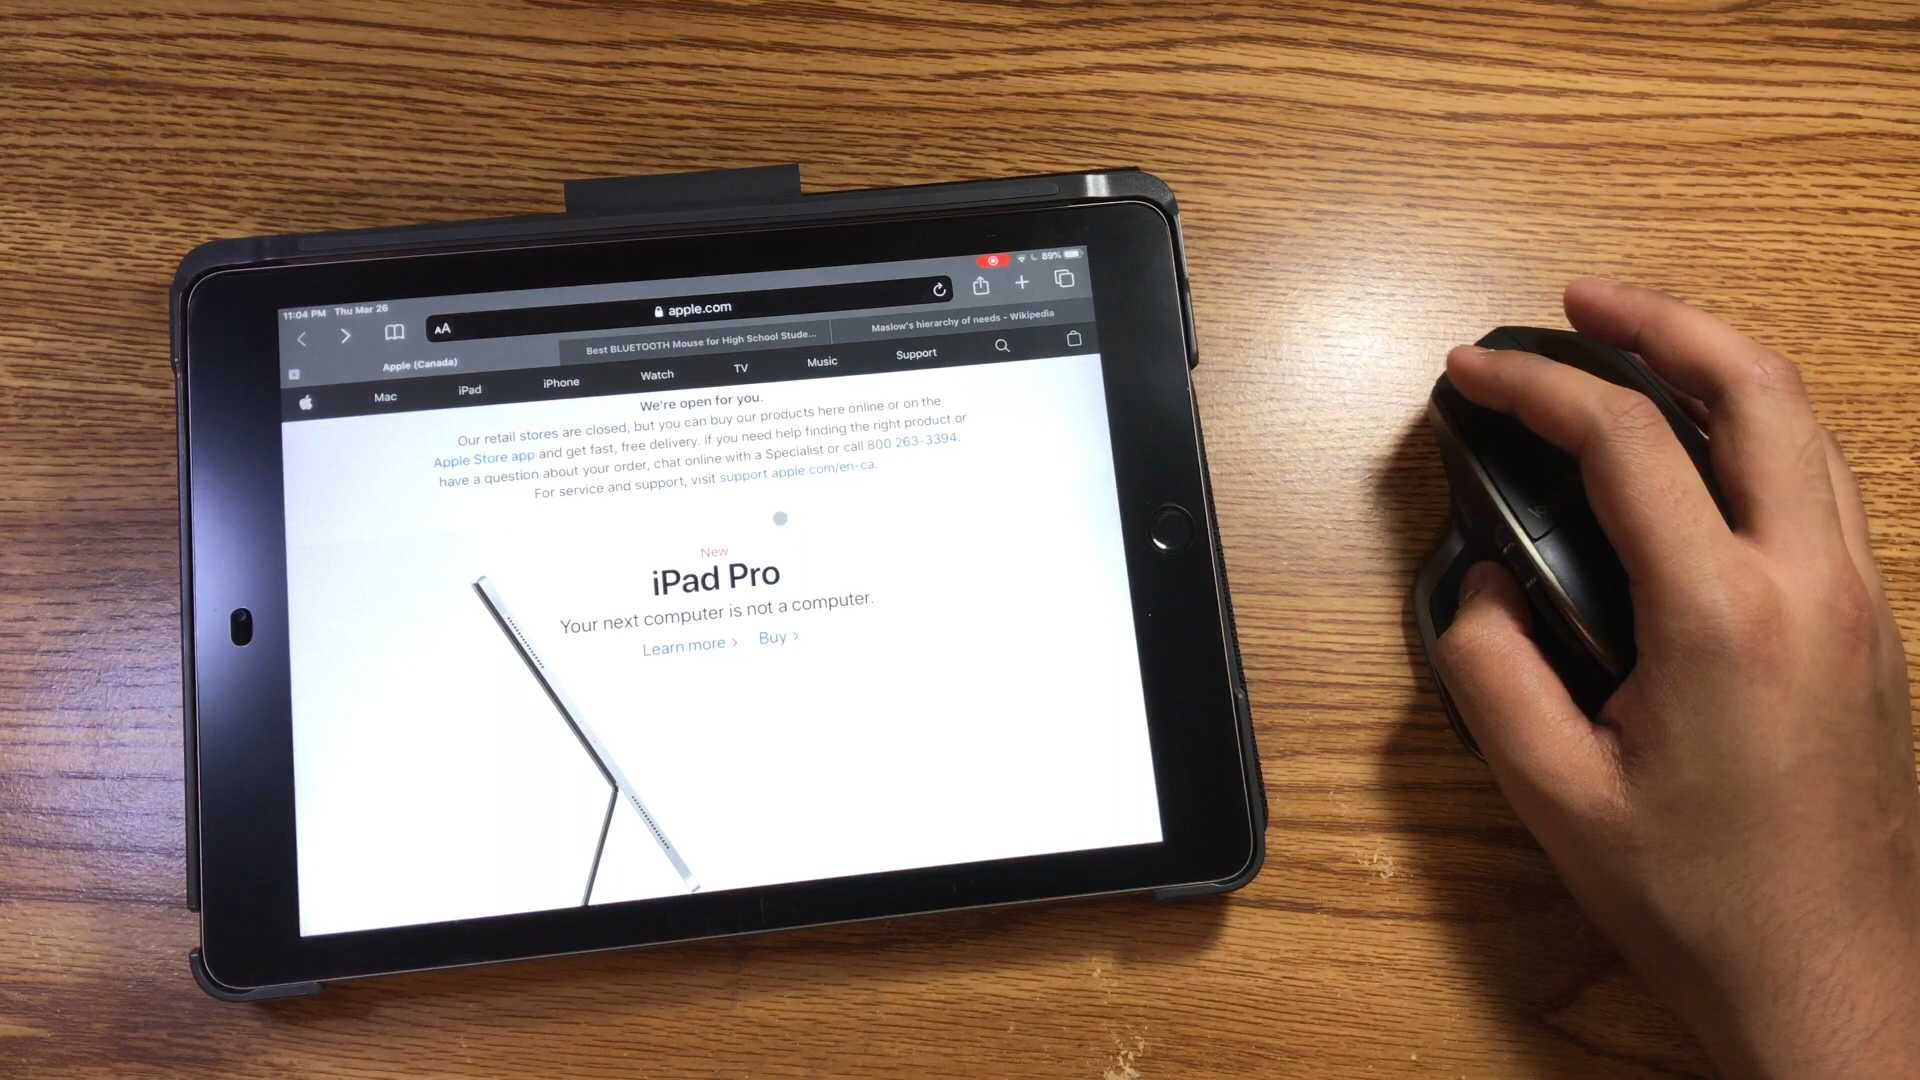 11:04 PM Thu Mar 26
89%
AA
apple.com
Apple (Canada)
Best BLUETOOTH Mouse for High School Stude...
Maslow's hierarchy of needs - Wikipedia
Mac iPad iPhone Watch TV Music Support
We're open for you.
Our retail stores are closed, but you can buy our products here online or on the
Apple Store app and get fast, free delivery. If you need help finding the right product or
have a question about your order, chat online with a Specialist or call 800 263-3394.
For service and support, visit support.apple.com/en-ca.
New
iPad Pro
Your next computer is not a computer.
Learn more > Buy >